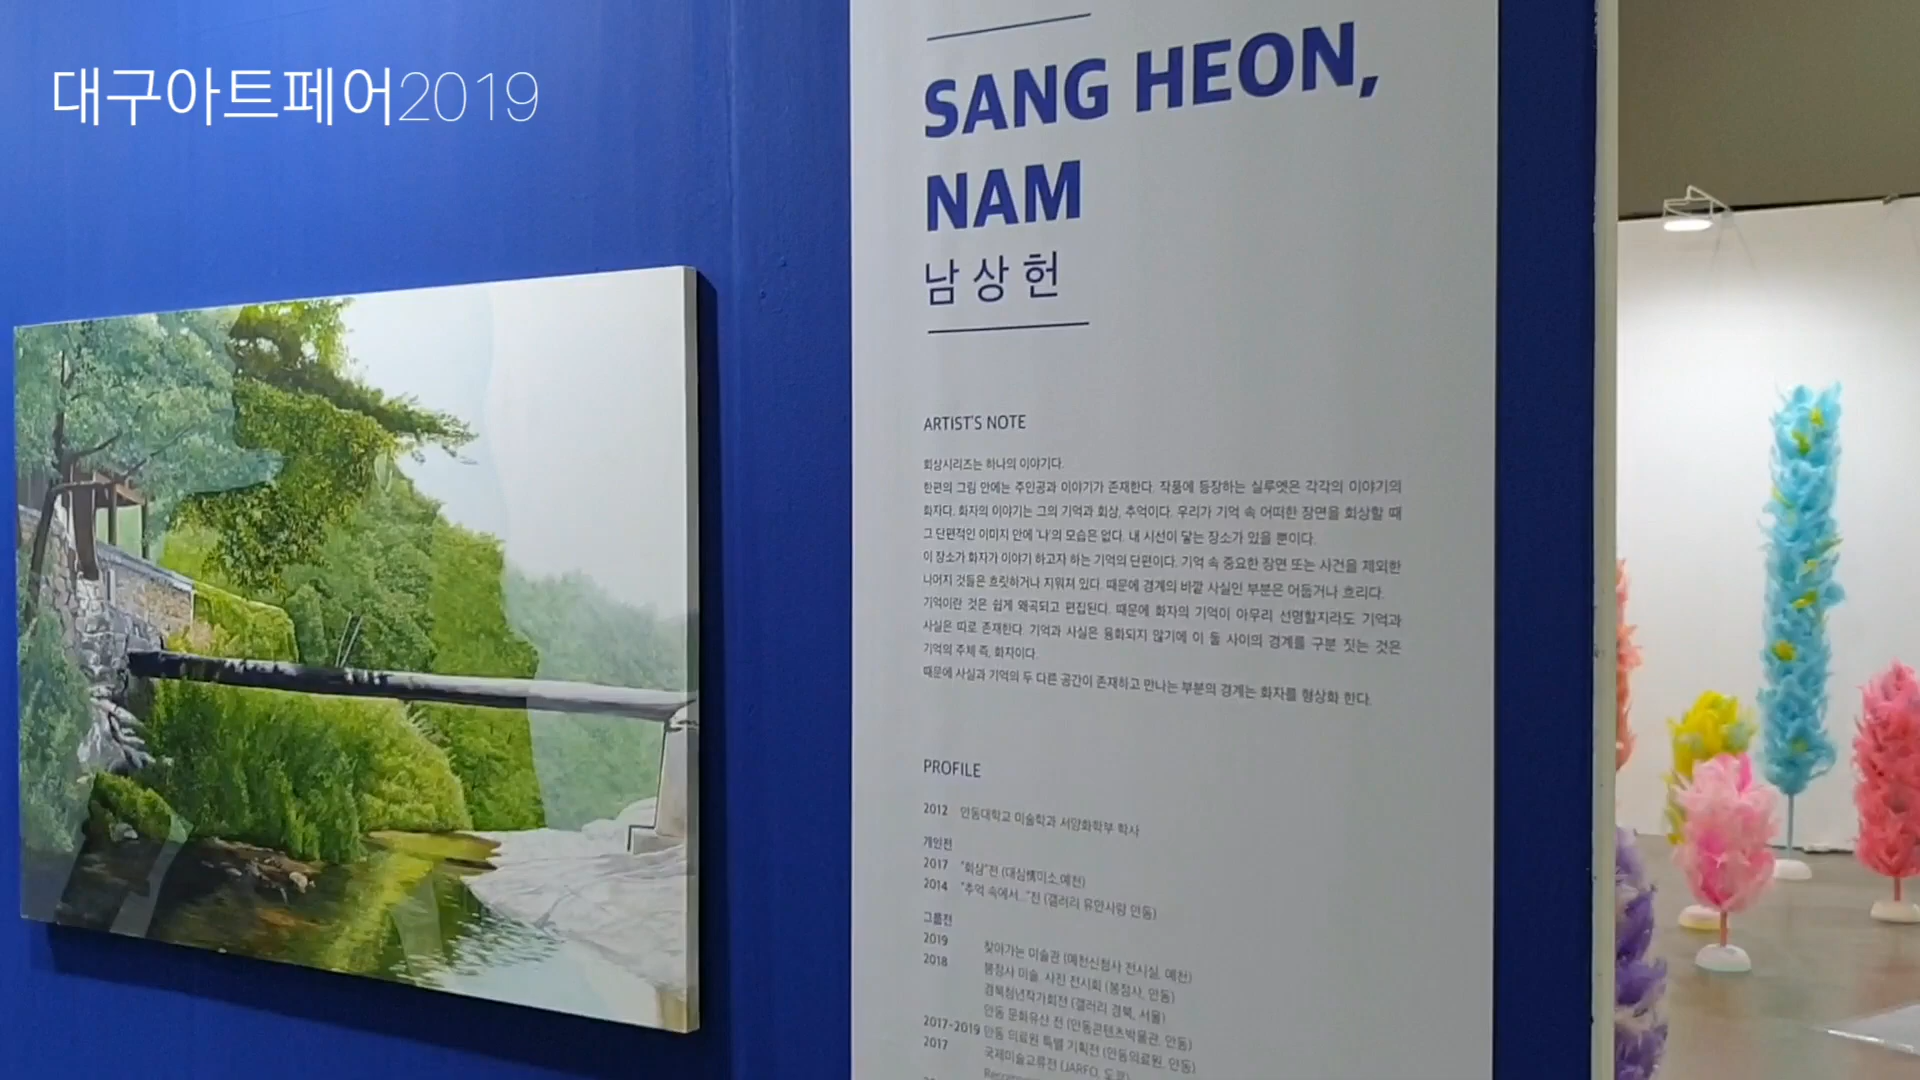 대구아트페어2019
SANG HEON,
NAM
남상헌
ARTIST'S NOTE
회상시리즈는 하나의 이야기다.
한편의 그림 안에는 주인공과 이야기가 존재한다. 작품에 등장하는 실루엣은 각각의 이야기의
화자다. 화자의 이야기는 그의 기억과 회상, 추억이다. 우리가 기억 속 어떠한 장면을 회상할 때
그 단편적인 이미지 안에 '나'의 모습은 없다. 내 시선이 닿는 장소가 있을 뿐이다.
이 장소가 화자가 이야기 하고자 하는 기억의 단편이다. 기억 속 중요한 장면 또는 사건을 제외한
나머지 것들은 흐릿하거나 지워져 있다. 때문에 경계의 바깥 사실인 부분은 어둡거나 흐리다.
기억이란 것은 쉽게 왜곡되고 편집된다. 때문에 화자의 기억이 아무리 선명할지라도 기억과
사실은 따로 존재한다. 기억과 사실은 융화되지 않기에 이 둘 사이의 경계를 구분 짓는 것은
기억의 주체 즉, 화자이다.
때문에 사실과 기억의 두 다른 공간이 존재하고 만나는 부분의 경계는 화자를 형상화 한다.
PROFILE
2012 안동대학교 미술학과 서양화학부 학사
개인전
2017 "회상"전 (대심情미소,예천)
2014 "추억 속에서..."전 (갤러리 유안사랑 안동)
그룹전
2019 찾아가는 미술관 (예천신청사 전시실, 예천)
2018 봉정사 미술 사진 전시회 (봉정사, 안동)
경북청년작가회전 (갤러리 경북, 서울)
안동 문화유산 전 (안동콘텐츠박물관, 안동)
2017-2019 안동 의료원 특별 기획전 (안동의료원, 안동)
2017 국제미술교류전 (JARFO, 도쿄)